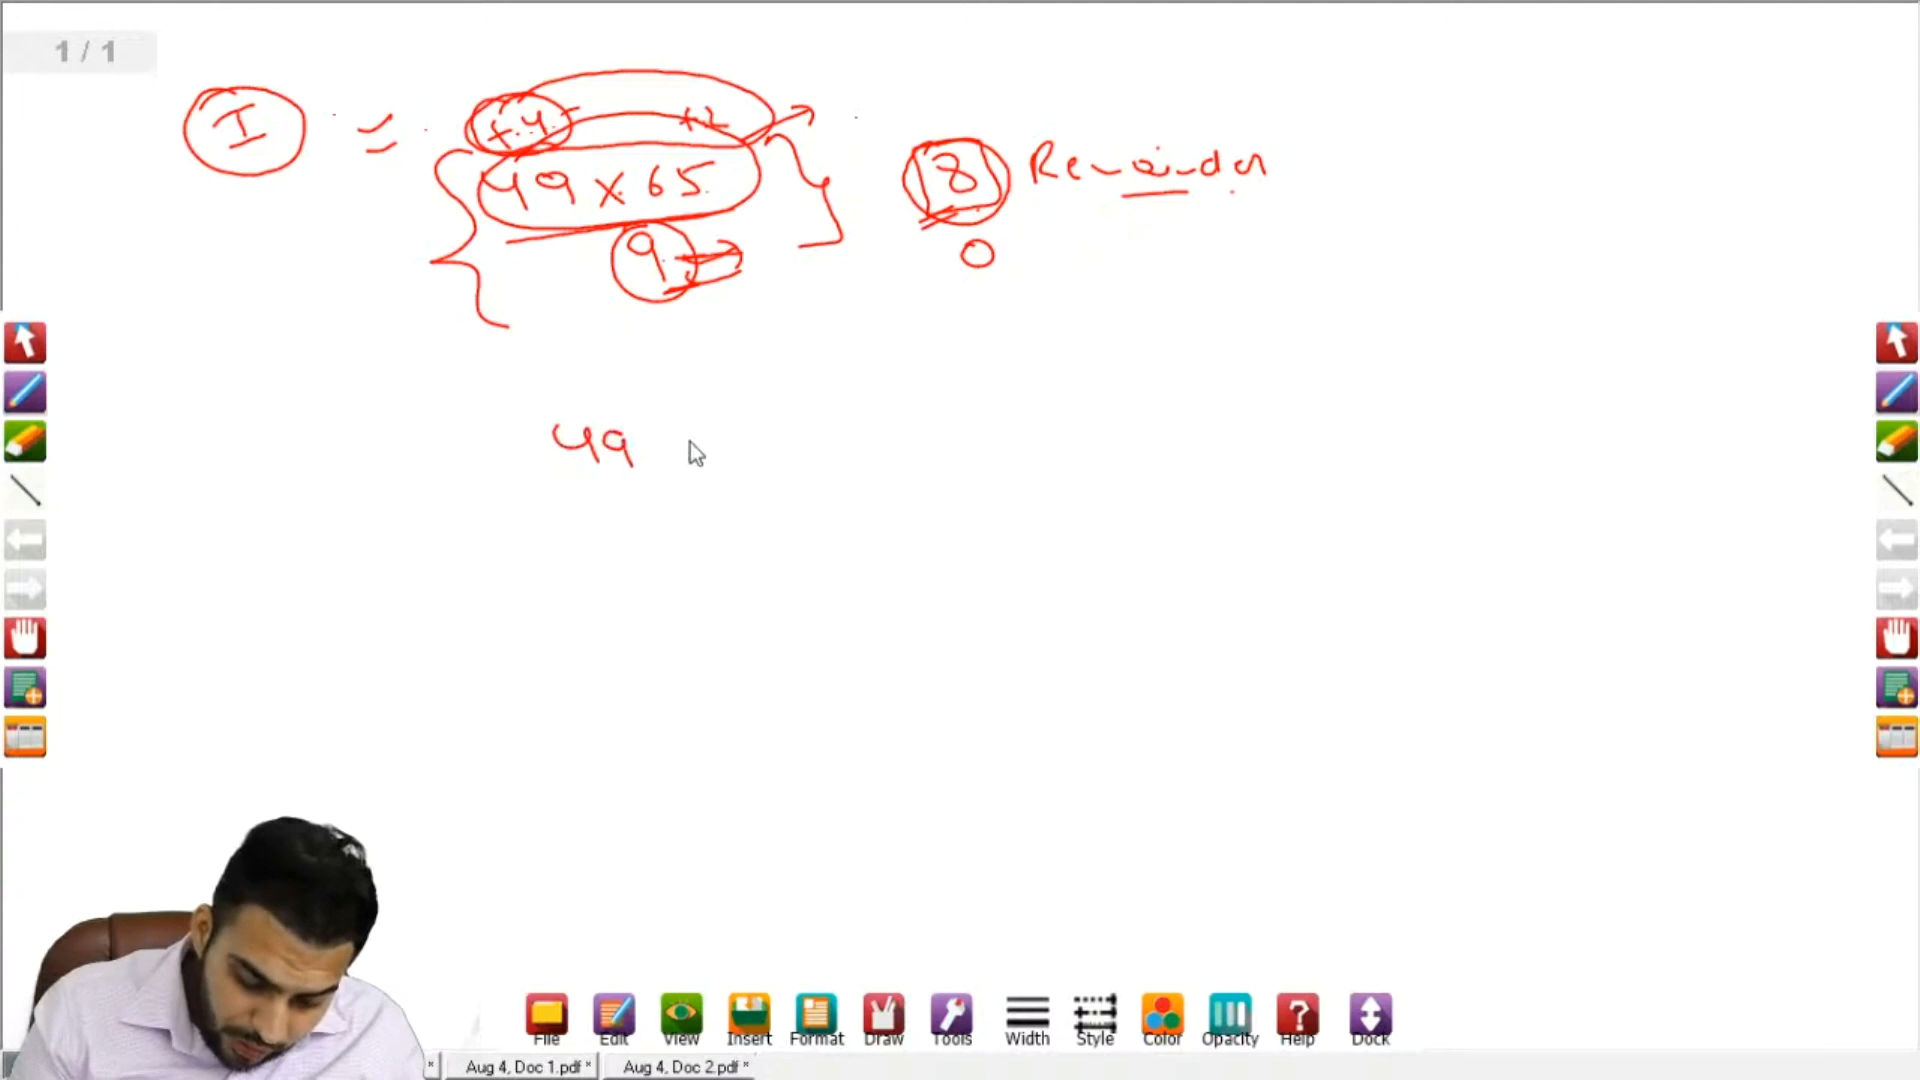 1 / 1
I = +4 +2
49 × 65 8 Remainder
9 0
49
File Edit View Insert Format Draw Tools Width Style Color Opacity Help Dock
* Aug 4, Doc 1.pdf * Aug 4, Doc 2.pdf *